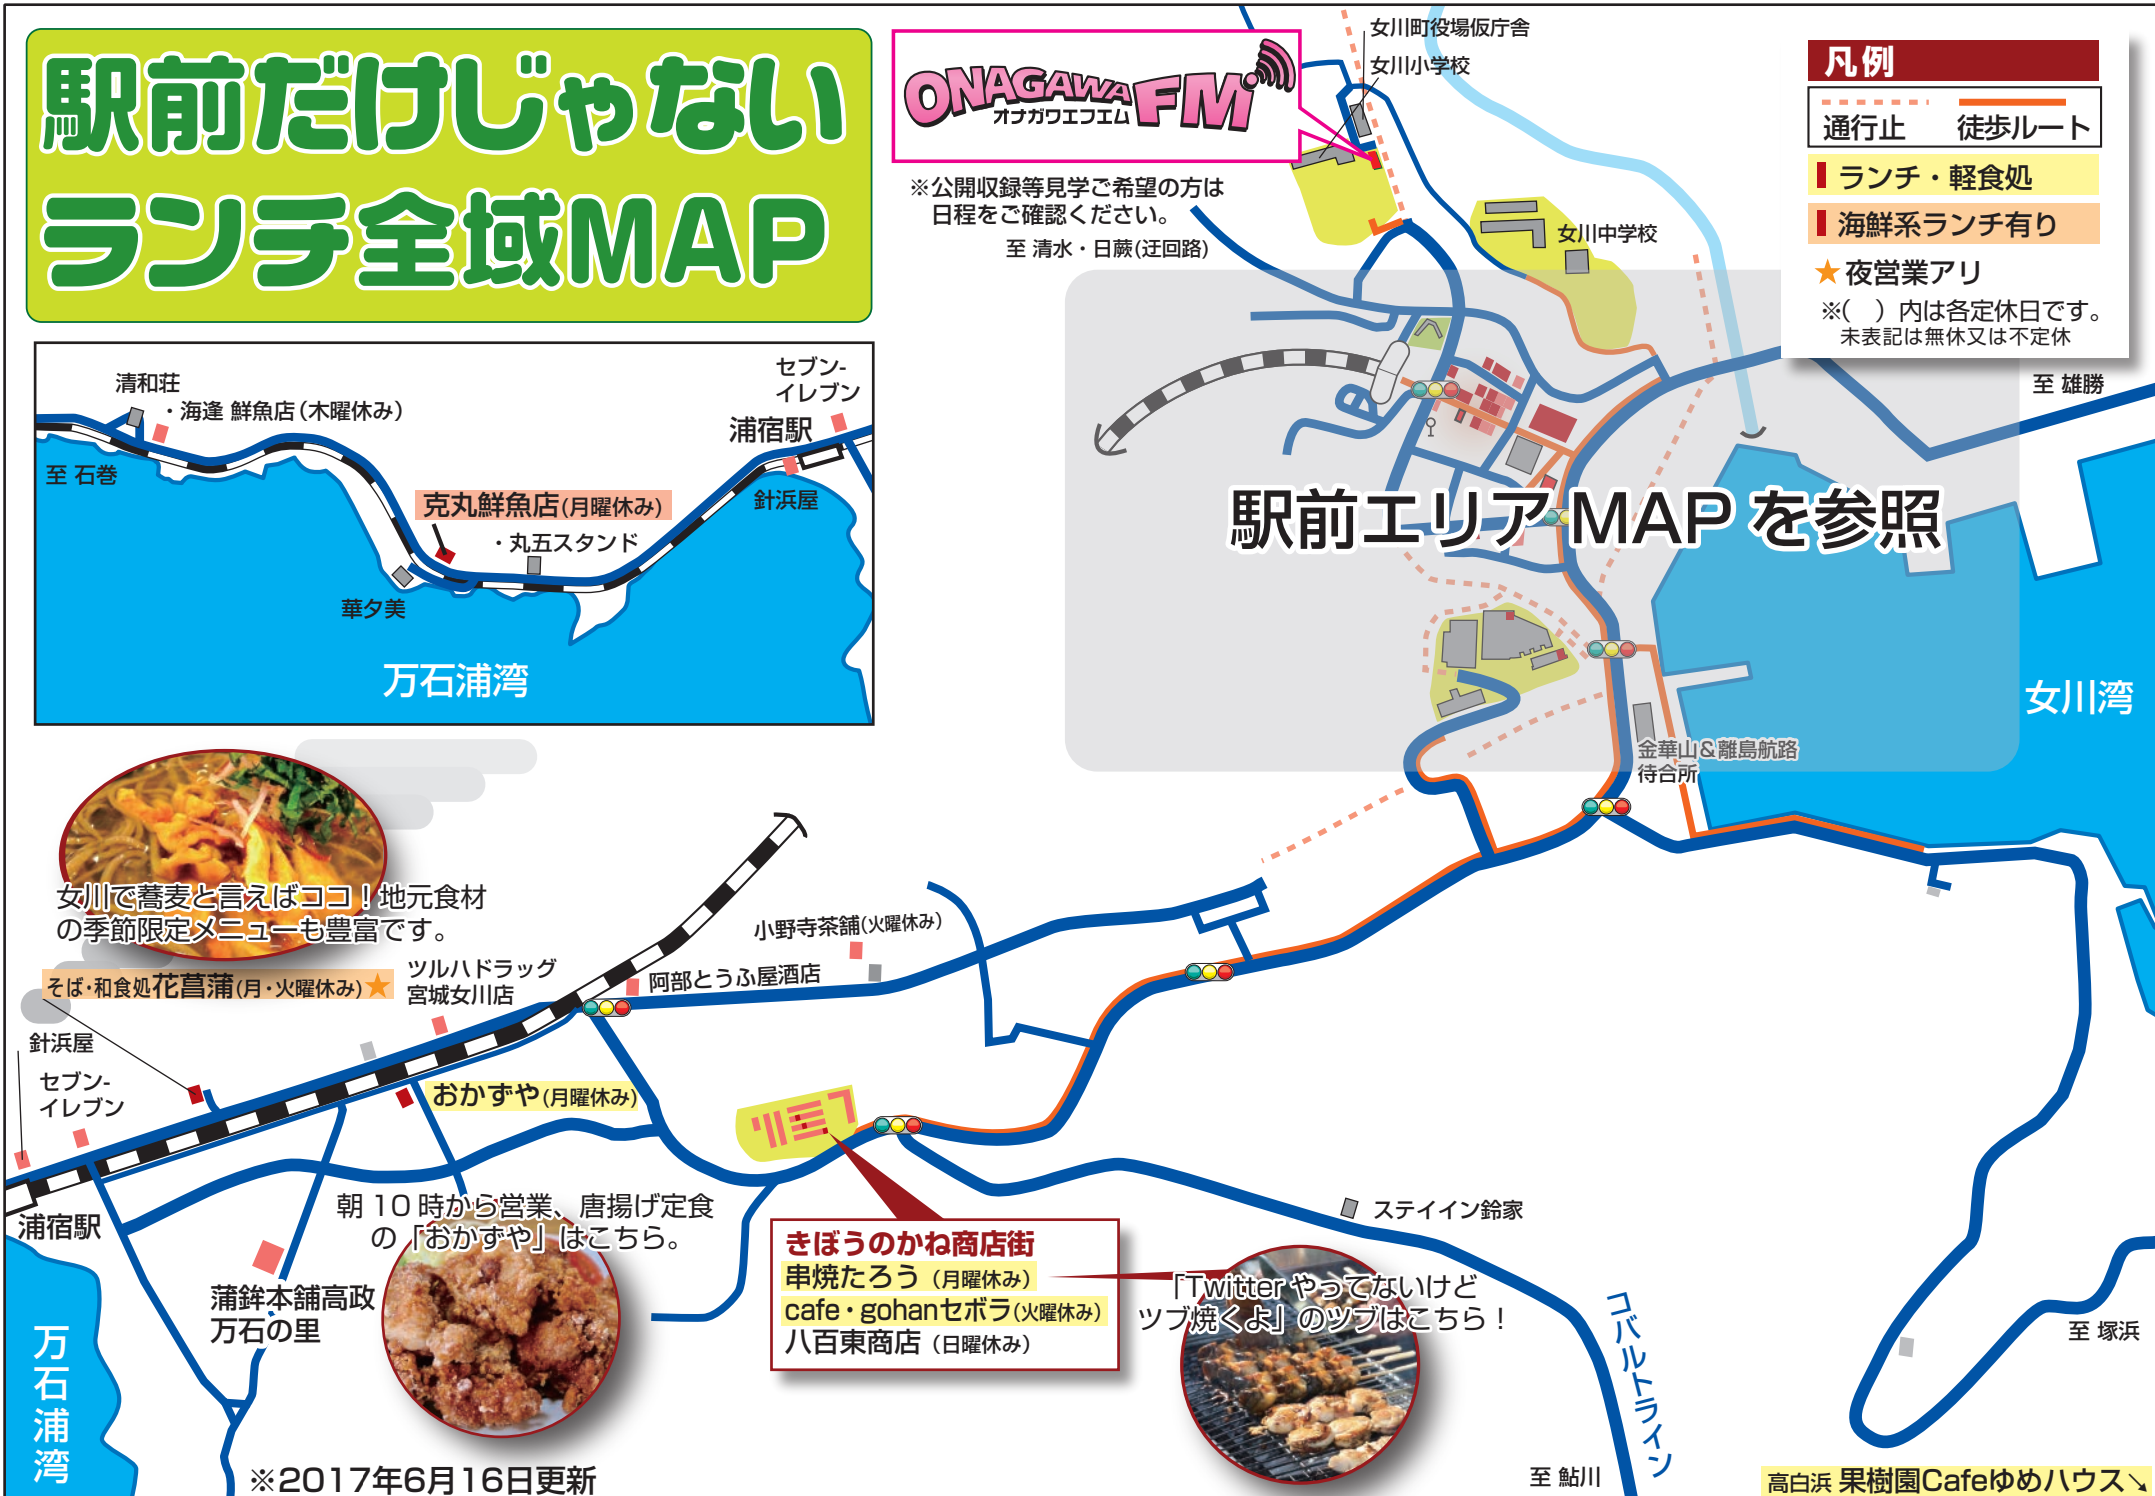 駅前だけじゃない
ランチ全域MAP
ONAGAWA FM
オナガワエフエム
※公開収録等見学ご希望の方は
日程をご確認ください。
至 清水・日蕨(迂回路)
女川町役場仮庁舎
女川小学校
女川中学校
凡例
通行止
徒歩ルート
ランチ・軽食処
海鮮系ランチ有り
★夜営業アリ
※(　)内は各定休日です。
未表記は無休又は不定休
至 雄勝
清和荘
・海逢 鮮魚店(木曜休み)
セブン-
イレブン
浦宿駅
至 石巻
針浜屋
克丸鮮魚店(月曜休み)
・丸五スタンド
華夕美
万石浦湾
駅前エリアMAPを参照
女川湾
金華山&離島航路
待合所
女川で蕎麦と言えばココ!地元食材
の季節限定メニューも豊富です。
そば・和食処花菖蒲(月・火曜休み)★
ツルハドラッグ
宮城女川店
小野寺茶舗(火曜休み)
阿部とうふ屋酒店
針浜屋
セブン-
イレブン
おかずや(月曜休み)
浦宿駅
朝10時から営業、唐揚げ定食
の「おかずや」はこちら。
蒲鉾本舗高政
万石の里
きぼうのかね商店街
串焼たろう(月曜休み)
cafe・gohanセボラ(火曜休み)
八百東商店(日曜休み)
「Twitterやってないけど
ツブ焼くよ」のツブはこちら!
ステイイン鈴家
コバルトライン
至 塚浜
万石浦湾
※2017年6月16日更新
至 鮎川
高白浜 果樹園Cafeゆめハウス↘